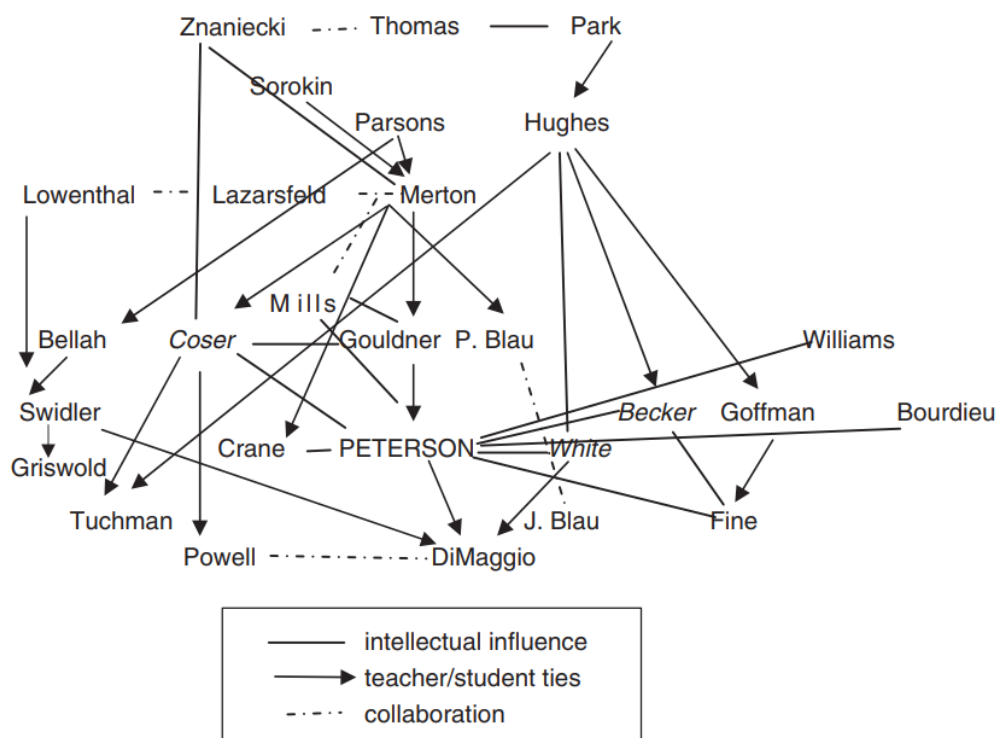 Znaniecki Thomas Park
Sorokin
Parsons Hughes
Lowenthal Lazarsfeld Merton
Mills
Bellah Coser Gouldner P. Blau Williams
Swidler Becker Goffman Bourdieu
Crane PETERSON White
Griswold
Tuchman J. Blau Fine
Powell DiMaggio
intellectual influence
teacher/student ties
collaboration